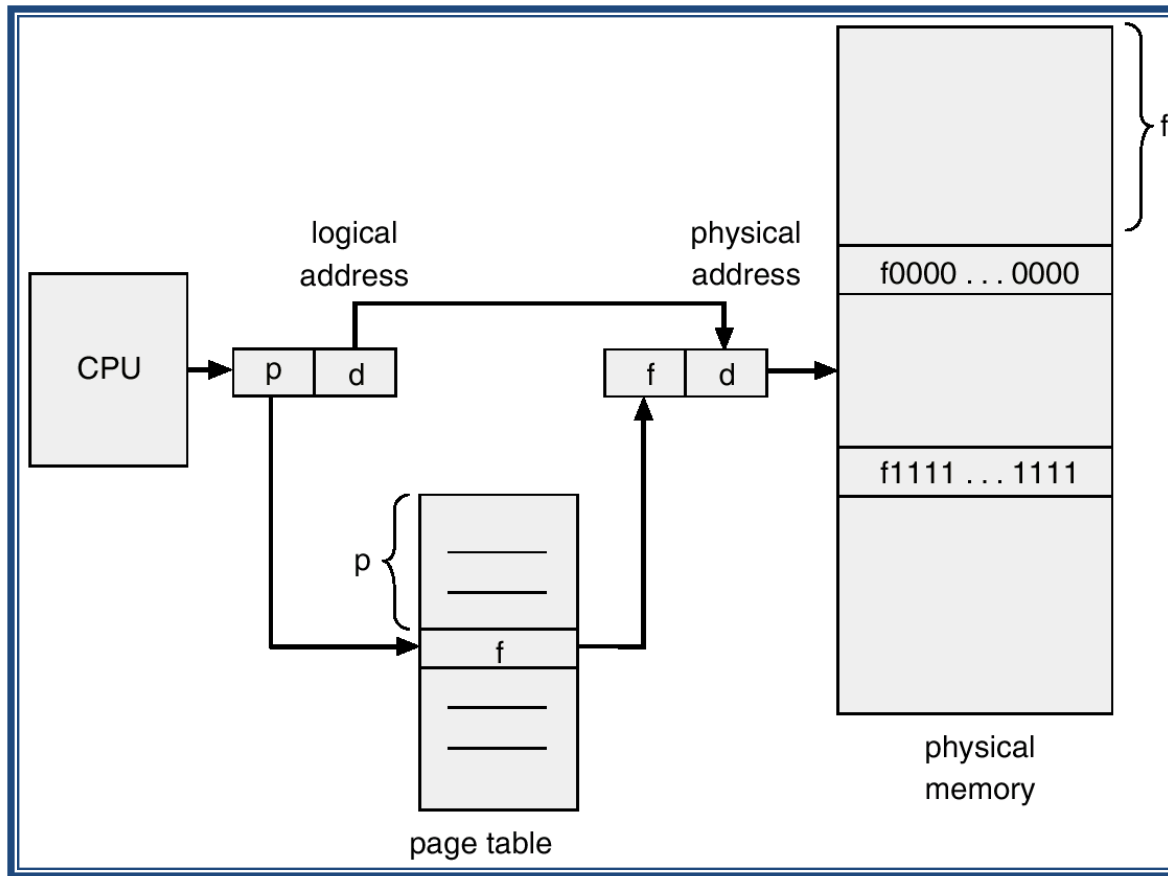 f
f0000 . . . 0000
logical
address
physical
address
CPU
p
d
f
d
f1111 . . . 1111
p
f
physical
memory
page table